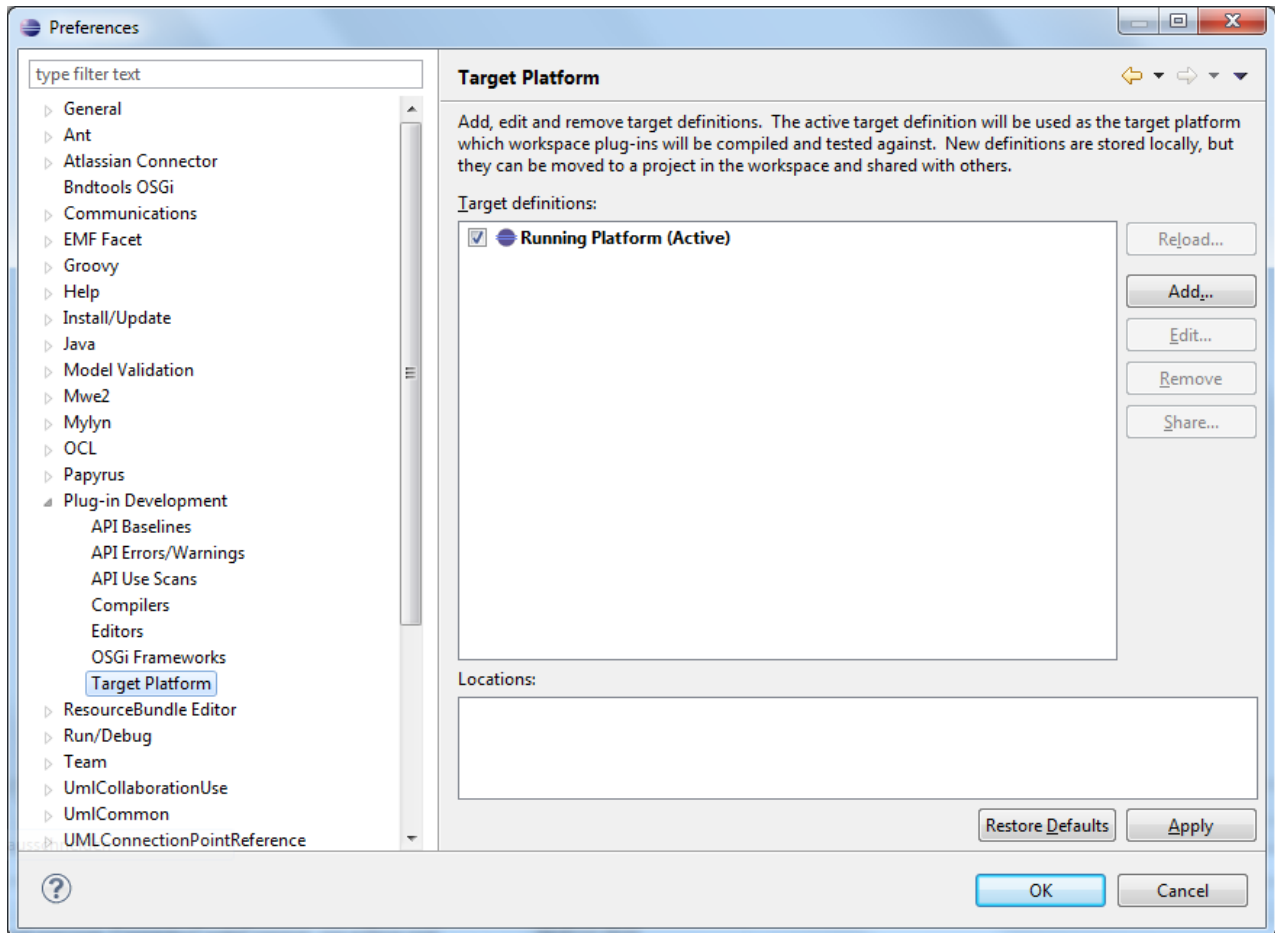 Preferences
type filter text
General
Ant
Atlassian Connector
Bndtools OSGi
Communications
EMF Facet
Groovy
Help
Install/Update
Java
Model Validation
Mwe2
Mylyn
OCL
Papyrus
Plug-in Development
API Baselines
API Errors/Warnings
API Use Scans
Compilers
Editors
OSGi Frameworks
Target Platform
ResourceBundle Editor
Run/Debug
Team
UmlCollaborationUse
UmlCommon
UMLConnectionPointReference
Target Platform
Add, edit and remove target definitions. The active target definition will be used as the target platform
which workspace plug-ins will be compiled and tested against. New definitions are stored locally, but
they can be moved to a project in the workspace and shared with others.
Target definitions:
Running Platform (Active)
Reload...
Add...
Edit...
Remove
Share...
Locations:
Restore Defaults
Apply
OK
Cancel